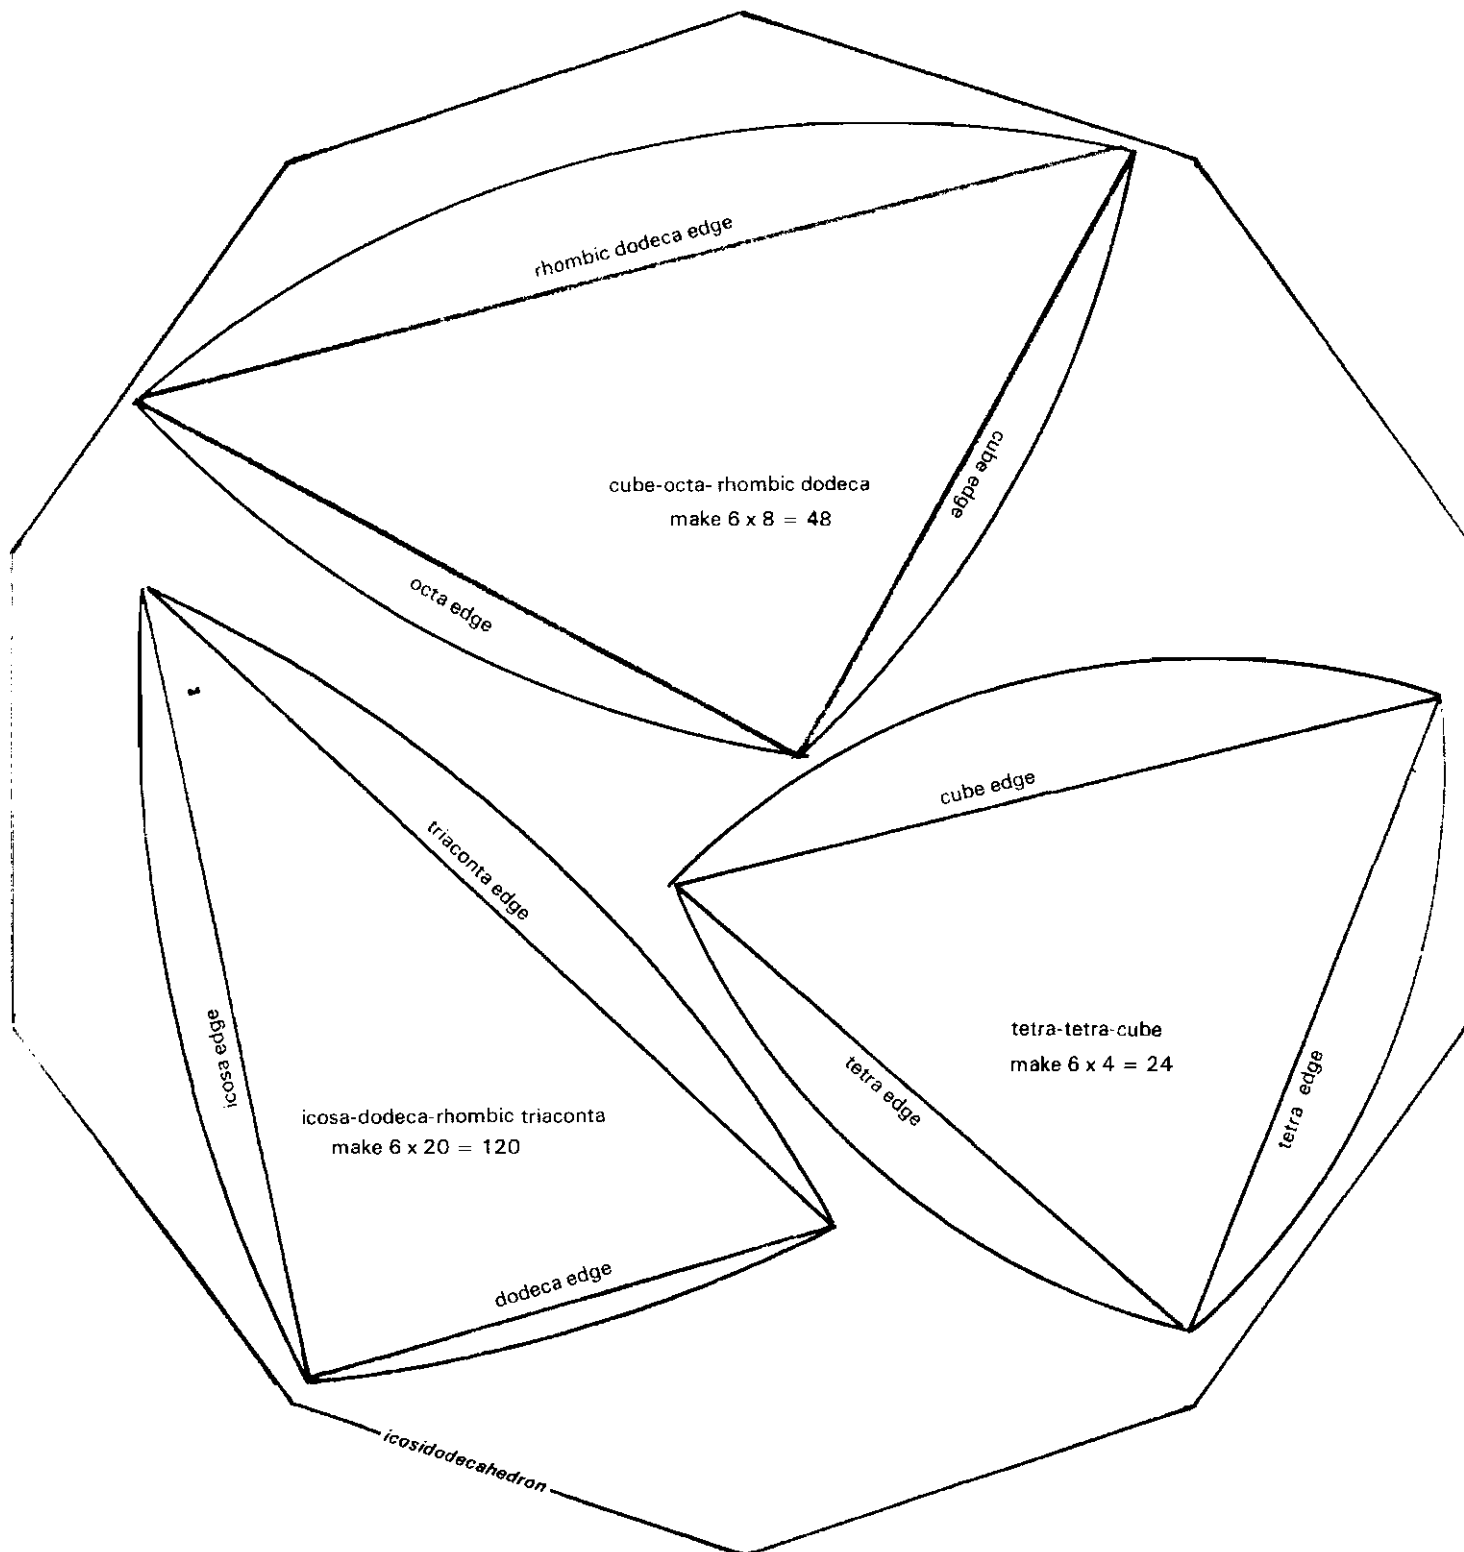 rhombic dodeca edge
cube edge
cube-octa- rhombic dodeca
make 6 x 8 = 48
octa edge
cube edge
triaconta edge
tetra-tetra-cube
make 6 x 4 = 24
tetra edge
tetra edge
icosa edge
icosa-dodeca-rhombic triaconta
make 6 x 20 = 120
dodeca edge
icosidodecahedron